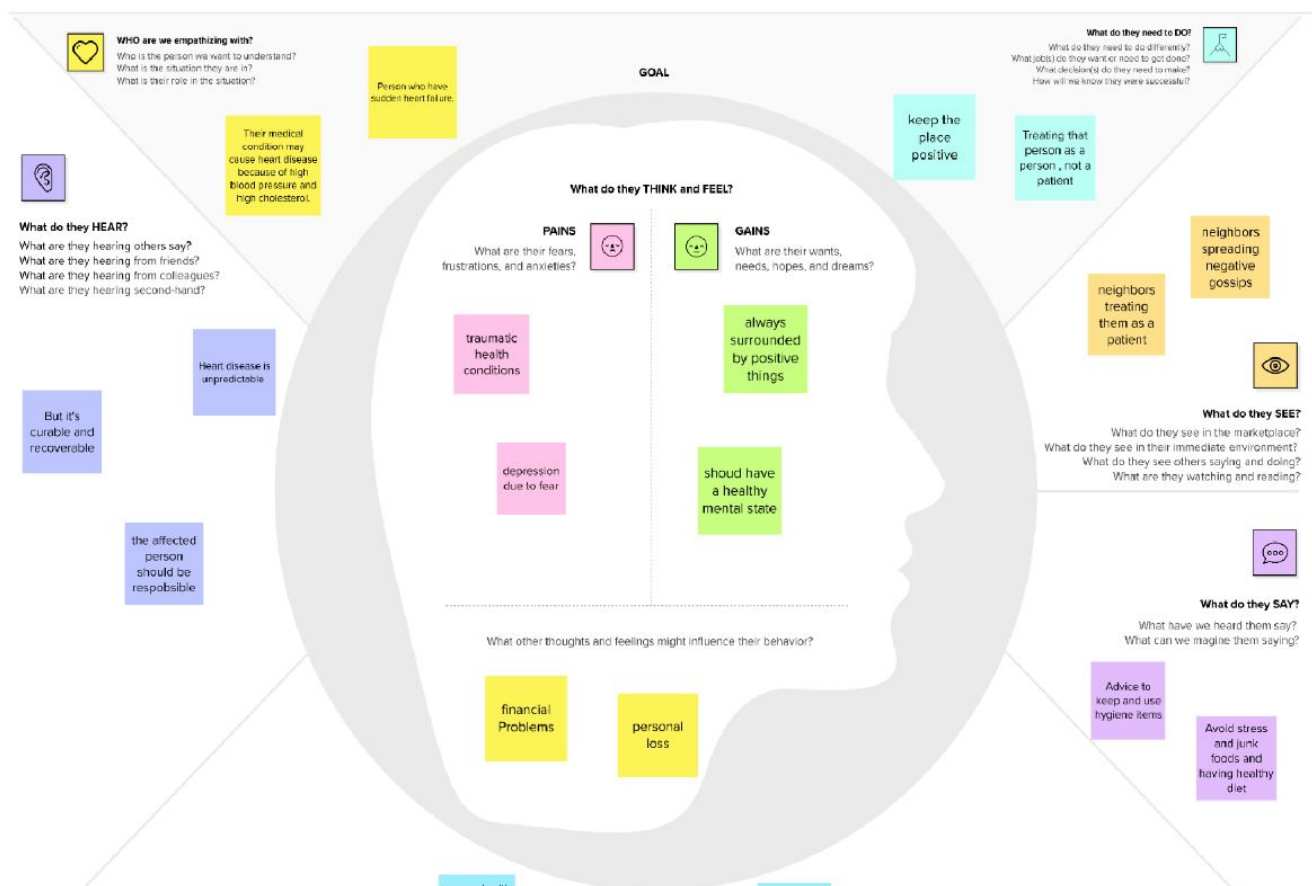 WHO are we empathizing with?
Who is the person we want to understand?
What is the situation they are in?
What is their role in the situation?
Person who have
sudden heart failure.
Their medical
condition may
cause heart disease
because of high
blood pressure and
high cholesterol.
GOAL
What do they need to DO?
What do they need to do differently?
What job(s) do they want or need to get done?
What decision(s) do they need to make?
How will we know they were successful?
keep the
place
positive
Treating that
person as a
person , not a
patient
What do they HEAR?
What are they hearing others say?
What are they hearing from friends?
What are they hearing from colleagues?
What are they hearing second-hand?
Heart disease is
unpredictable
But it's
curable and
recoverable
the affected
person
should be
respobsible
What do they THINK and FEEL?
PAINS
What are their fears,
frustrations, and anxieties?
traumatic
health
conditions
depression
due to fear
GAINS
What are their wants,
needs, hopes, and dreams?
always
surrounded
by positive
things
shoud have
a healthy
mental state
What other thoughts and feelings might influence their behavior?
financial
Problems
personal
loss
neighbors
spreading
negative
gossips
neighbors
treating
them as a
patient
What do they SEE?
What do they see in the marketplace?
What do they see in their immediate environment?
What do they see others saying and doing?
What are they watching and reading?
What do they SAY?
What have we heard them say?
What can we magine them saying?
Advice to
keep and use
hygiene items
Avoid stress
and junk
foods and
having healthy
diet